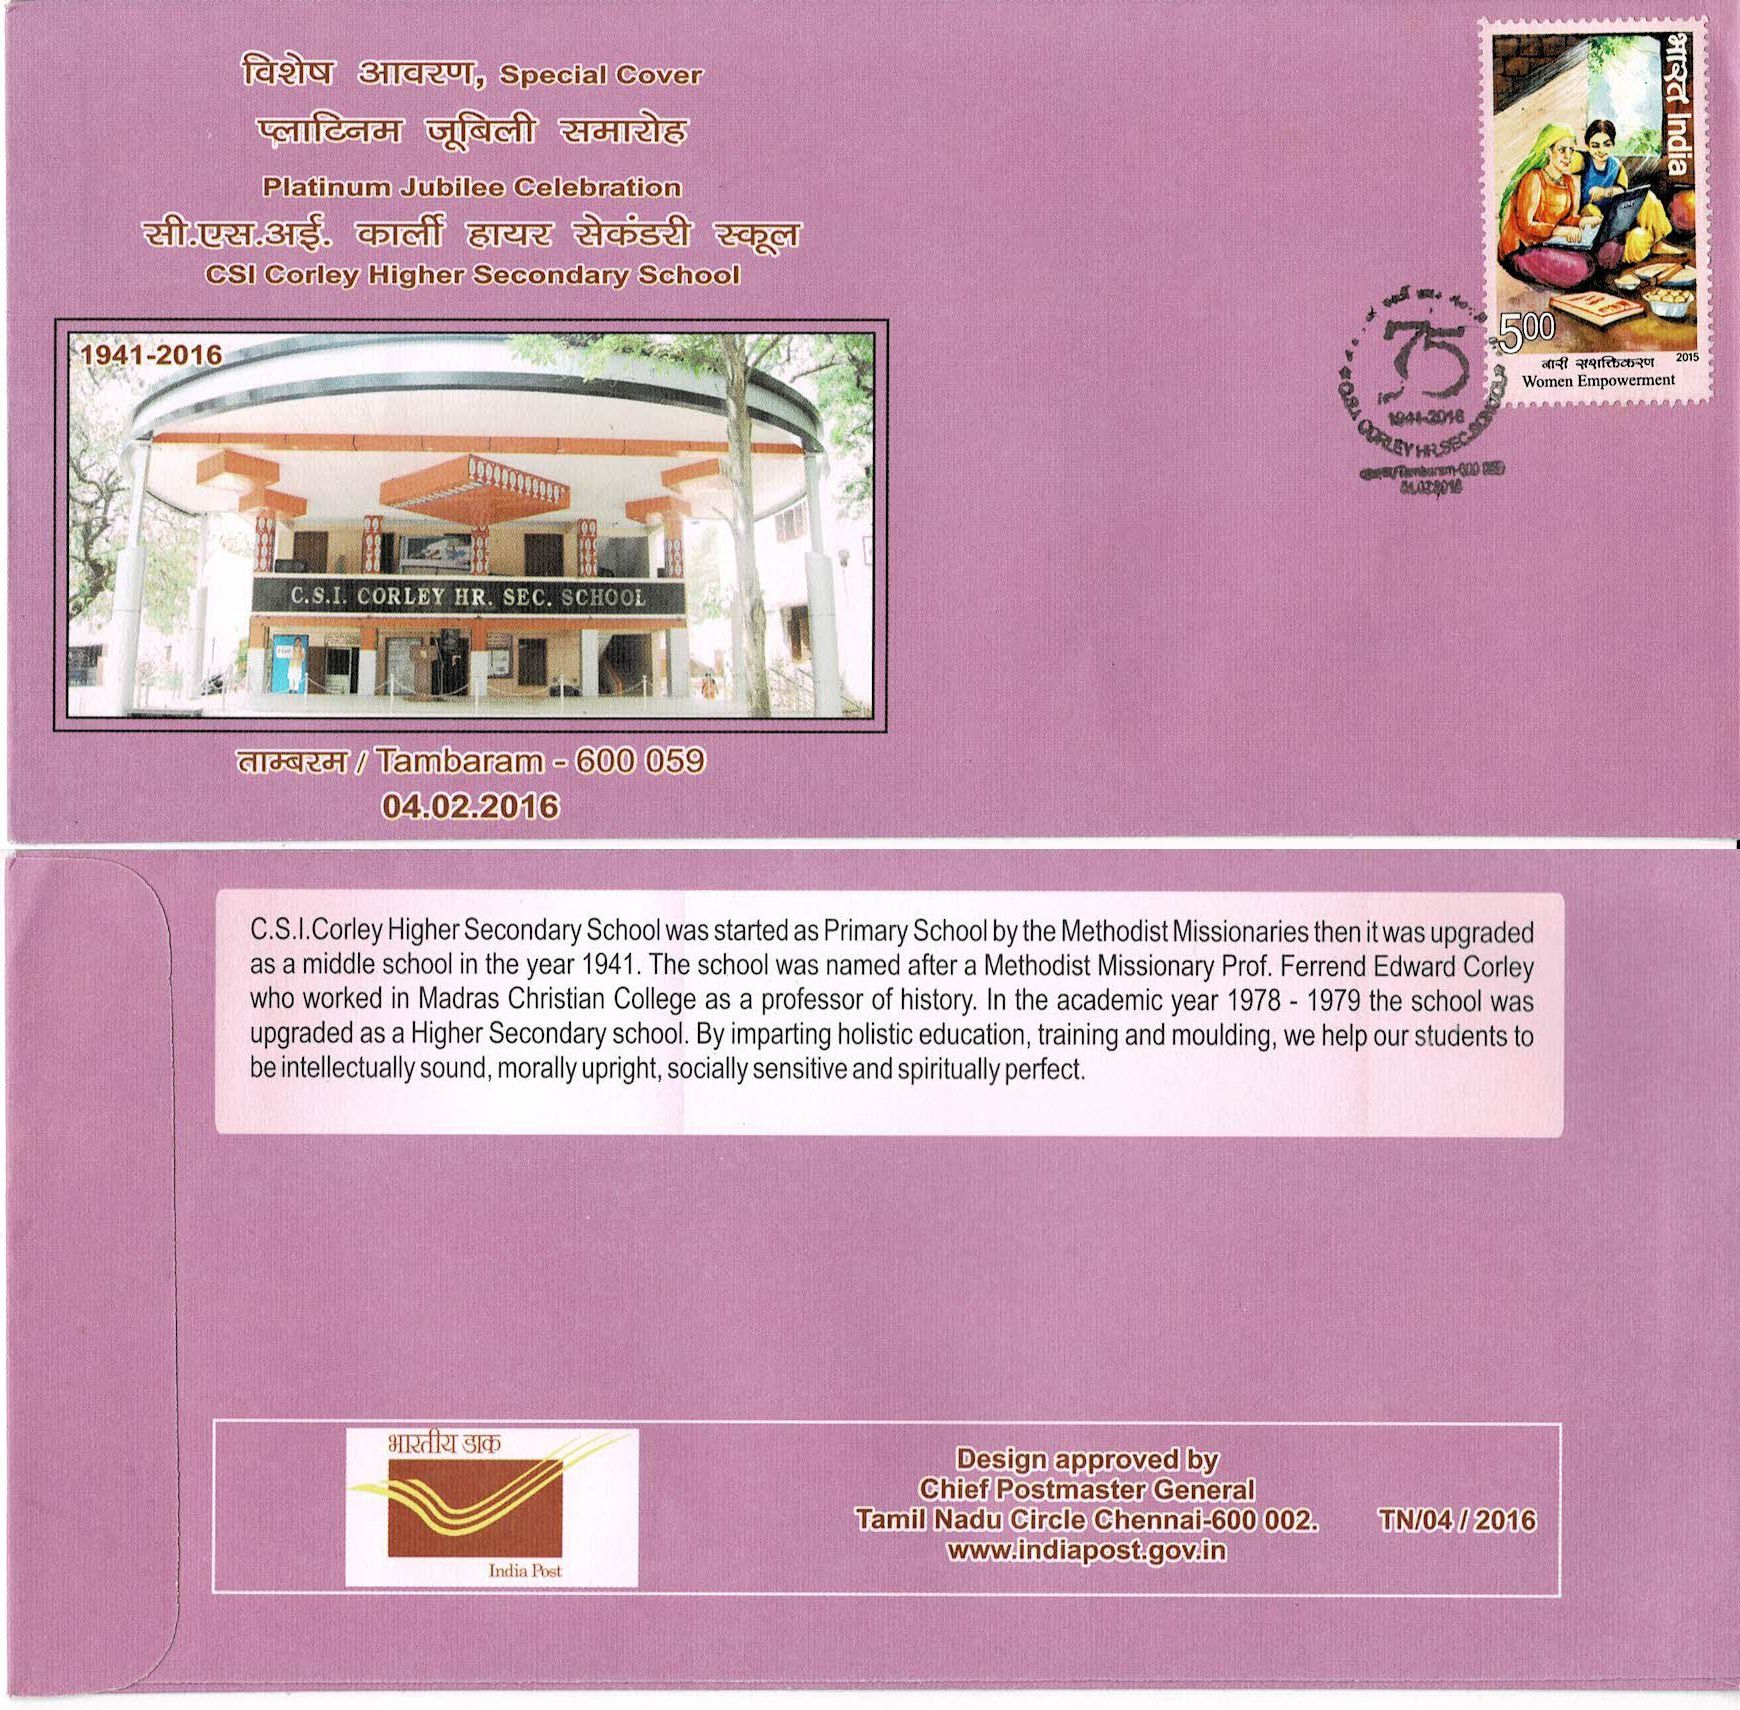 विशेष आवरण, Special Cover
प्लाटिनम जूबिली समारोह
Platinum Jubilee Celebration
सी.एस.अई. कार्ली हायर सेकंडरी स्कूल
CSI Corley Higher Secondary School
1941-2016
C.S.I. CORLEY HR. SEC. SCHOOL
ताम्बरम / Tambaram - 600 059
04.02.2016
भारत India
500
नारी सशक्तिकरण 2015
Women Empowerment
75
1941-2016
C.S.I CORLEY HR.SEC.SCHOOL
Tambaram-600 059
04.02.2016
C.S.I.Corley Higher Secondary School was started as Primary School by the Methodist Missionaries then it was upgraded
as a middle school in the year 1941. The school was named after a Methodist Missionary Prof. Ferrend Edward Corley
who worked in Madras Christian College as a professor of history. In the academic year 1978 - 1979 the school was
upgraded as a Higher Secondary school. By imparting holistic education, training and moulding, we help our students to
be intellectually sound, morally upright, socially sensitive and spiritually perfect.
भारतीय डाक
India Post
Design approved by
Chief Postmaster General
Tamil Nadu Circle Chennai-600 002. TN/04 / 2016
www.indiapost.gov.in